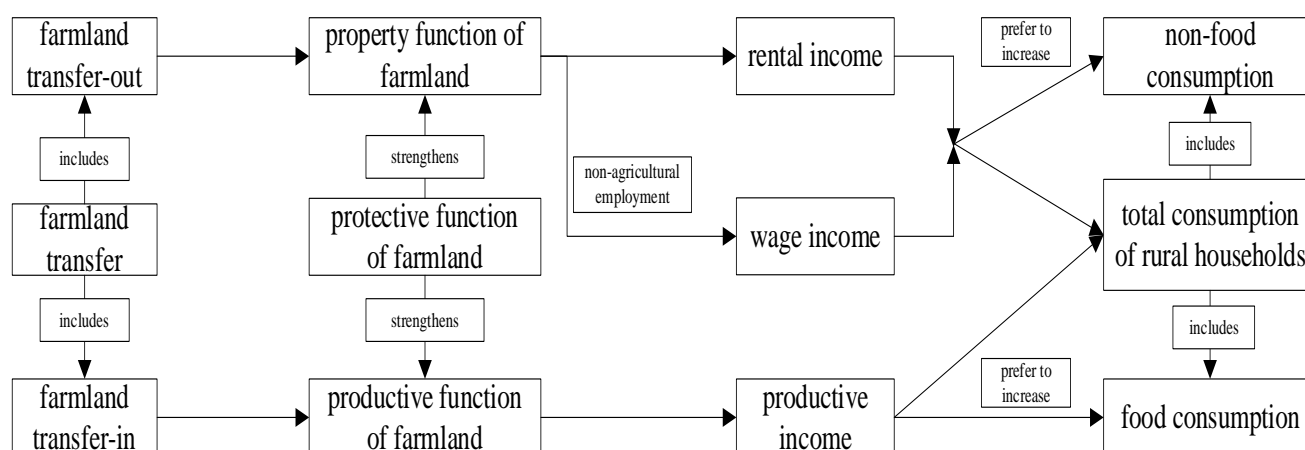 farmland
transfer-out
property function of
farmland
rental income
prefer to
increase
non-food
consumption
includes
strengthens
non-agricultural
employment
includes
farmland
transfer
protective function
of farmland
wage income
total consumption
of rural households
includes
strengthens
includes
farmland
transfer-in
productive function
of farmland
productive
income
prefer to
increase
food consumption